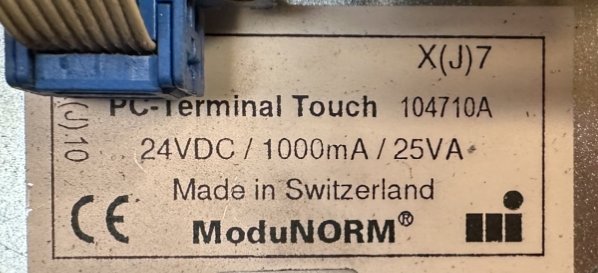 X(J)7
PC-Terminal Touch 104710A
(J)10
24VDC / 1000mA / 25VA
Made in Switzerland
CE
ModuNORM®